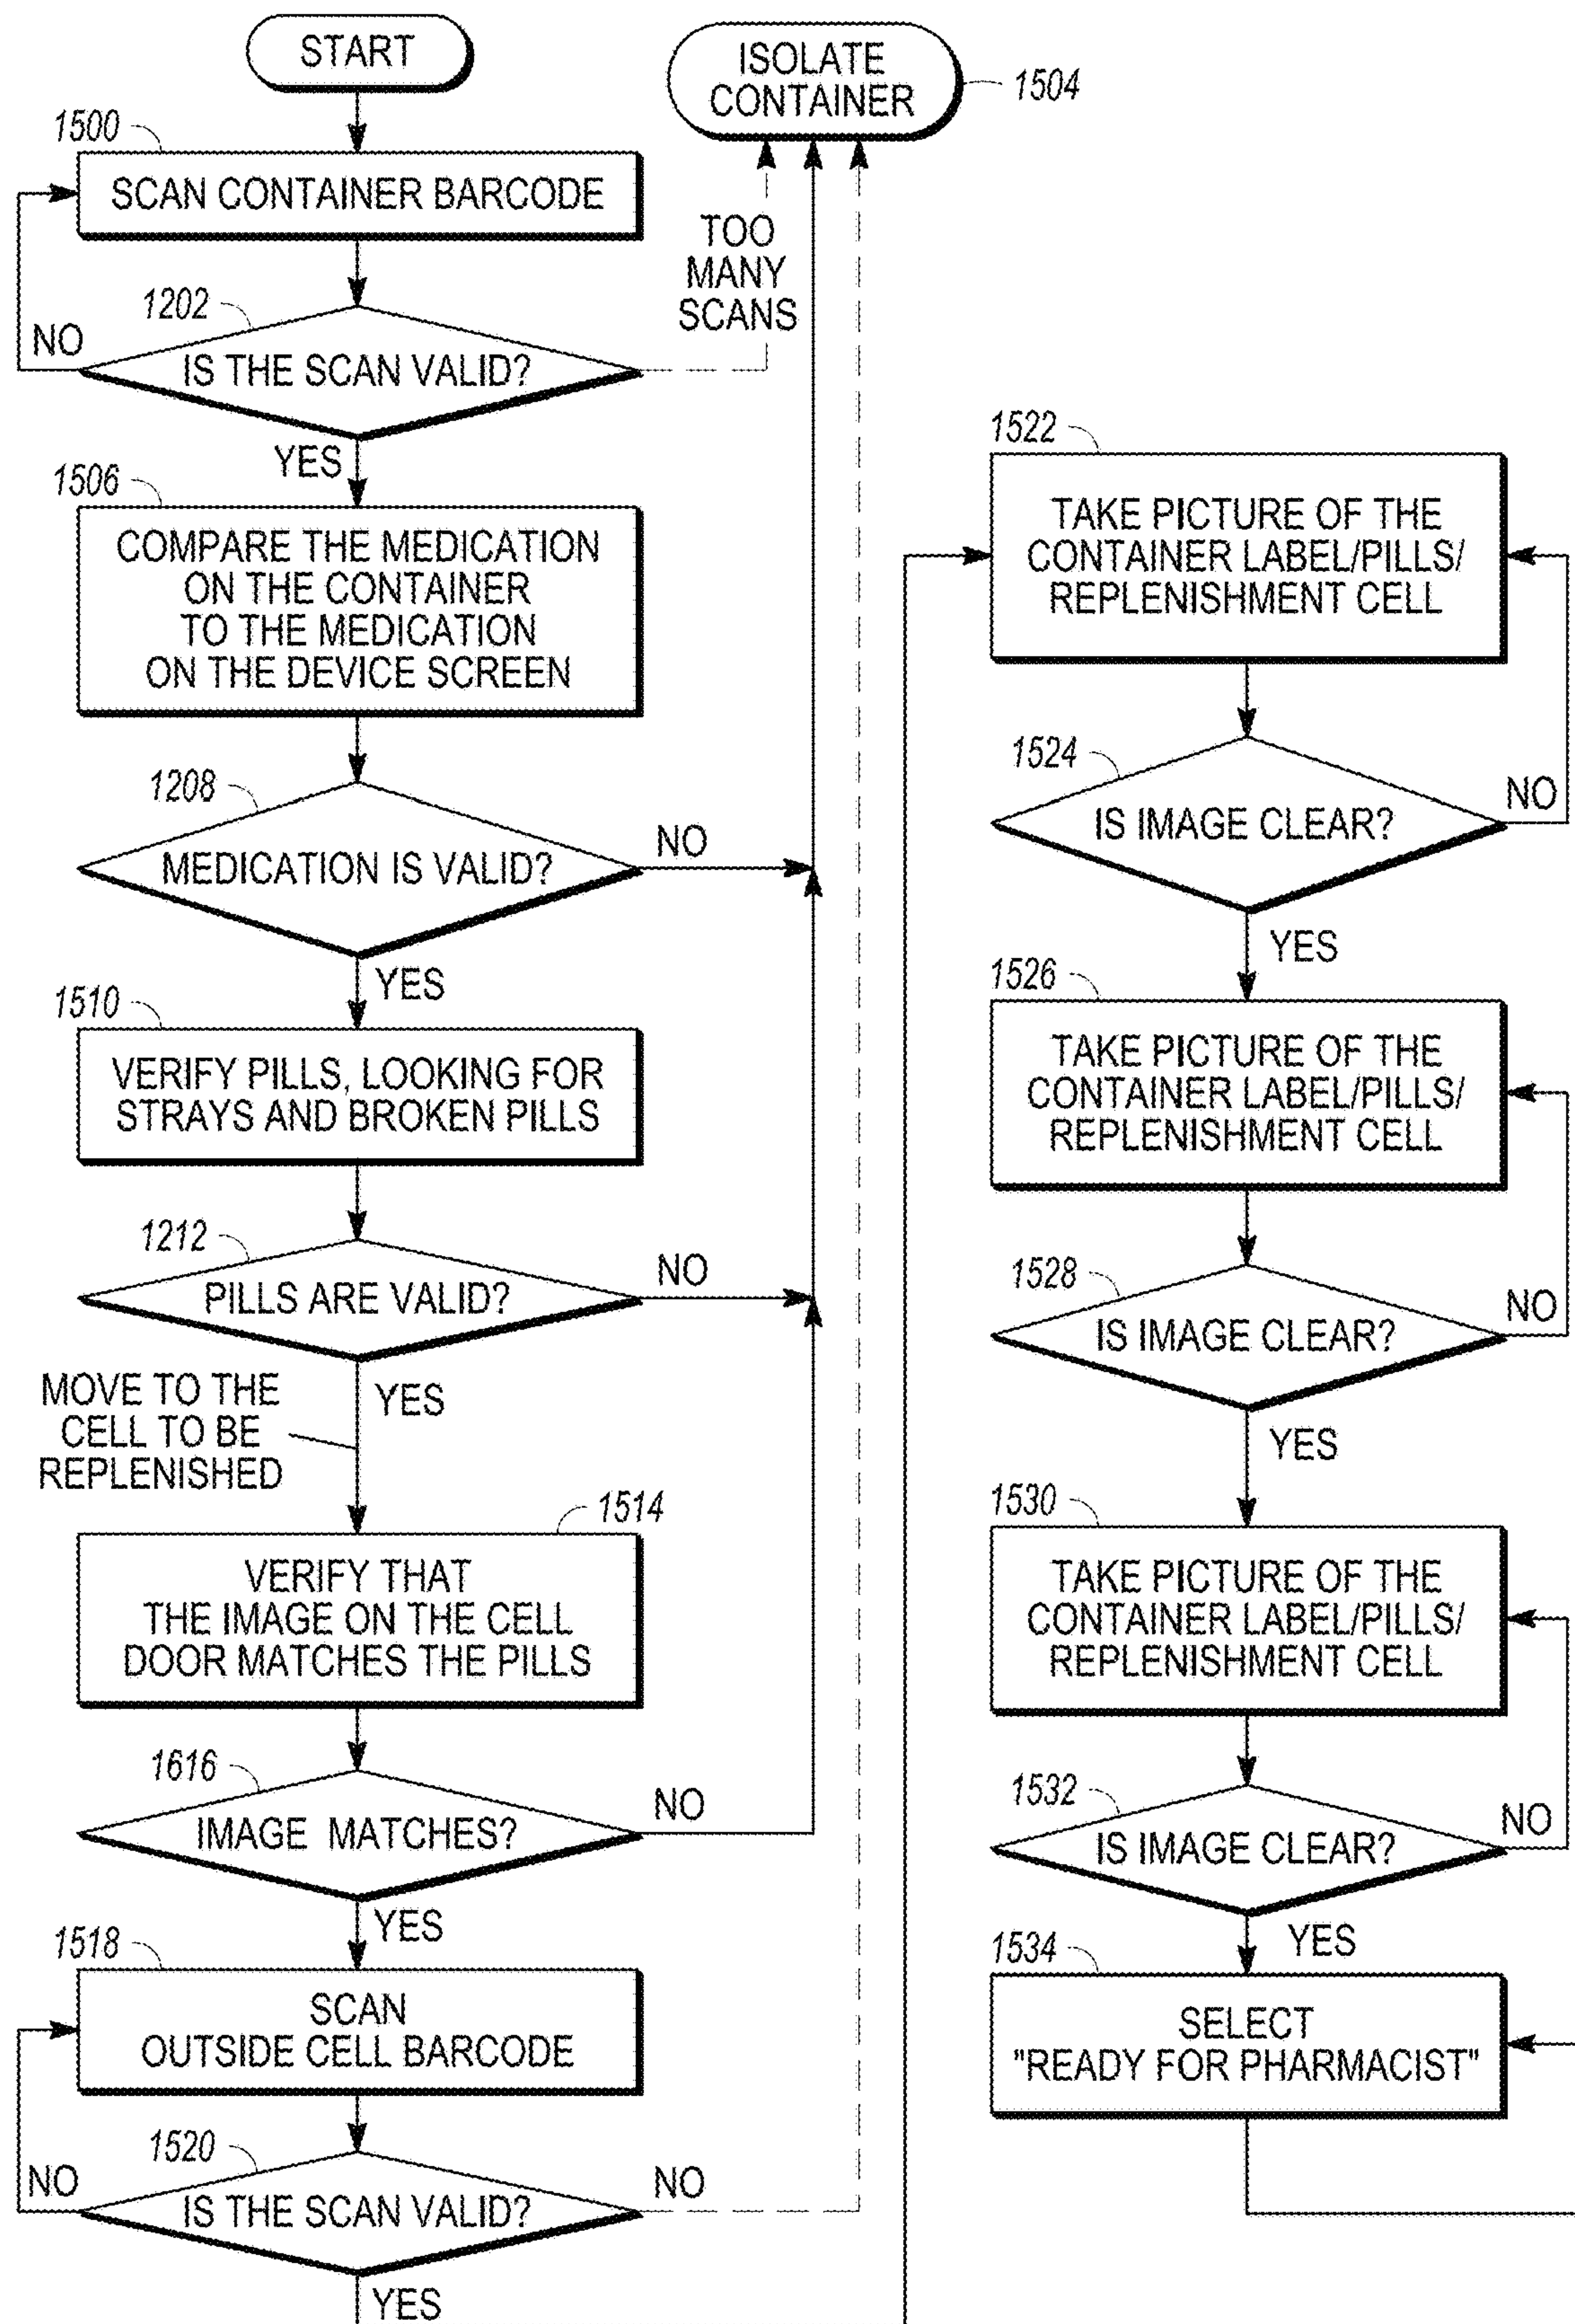 START
ISOLATE
CONTAINER
1504
1500
SCAN CONTAINER BARCODE
TOO
MANY
SCANS
1202
NO
IS THE SCAN VALID?
YES
1506
COMPARE THE MEDICATION
ON THE CONTAINER
TO THE MEDICATION
ON THE DEVICE SCREEN
1208
MEDICATION IS VALID?
NO
YES
1510
VERIFY PILLS, LOOKING FOR
STRAYS AND BROKEN PILLS
1212
PILLS ARE VALID?
NO
MOVE TO THE
CELL TO BE
REPLENISHED
YES
1514
VERIFY THAT
THE IMAGE ON THE CELL
DOOR MATCHES THE PILLS
1616
IMAGE MATCHES?
NO
YES
1518
SCAN
OUTSIDE CELL BARCODE
1520
NO
IS THE SCAN VALID?
NO
YES
1522
TAKE PICTURE OF THE
CONTAINER LABEL/PILLS/
REPLENISHMENT CELL
1524
IS IMAGE CLEAR?
NO
YES
1526
TAKE PICTURE OF THE
CONTAINER LABEL/PILLS/
REPLENISHMENT CELL
1528
IS IMAGE CLEAR?
NO
YES
1530
TAKE PICTURE OF THE
CONTAINER LABEL/PILLS/
REPLENISHMENT CELL
1532
IS IMAGE CLEAR?
NO
YES
1534
SELECT
"READY FOR PHARMACIST"